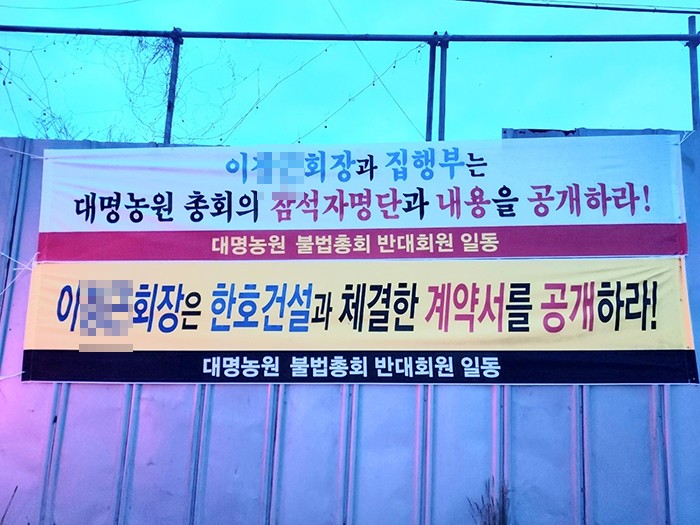 이 회장과 집행부는
대명농원 총회의 참석자명단과 내용을 공개하라!
대명농원 불법총회 반대회원 일동
이 회장은 한호건설과 체결한 계약서를 공개하라!
대명농원 불법총회 반대회원 일동